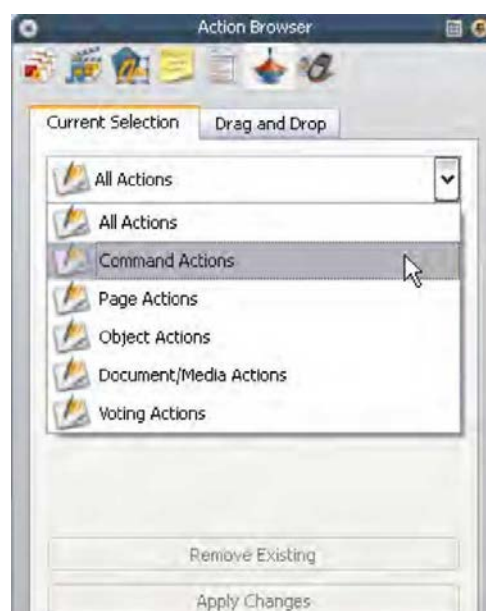 Action Browser
Current Selection
Drag and Drop
All Actions
All Actions
Command Actions
Page Actions
Object Actions
Document/Media Actions
Voting Actions
Remove Existing
Apply Changes